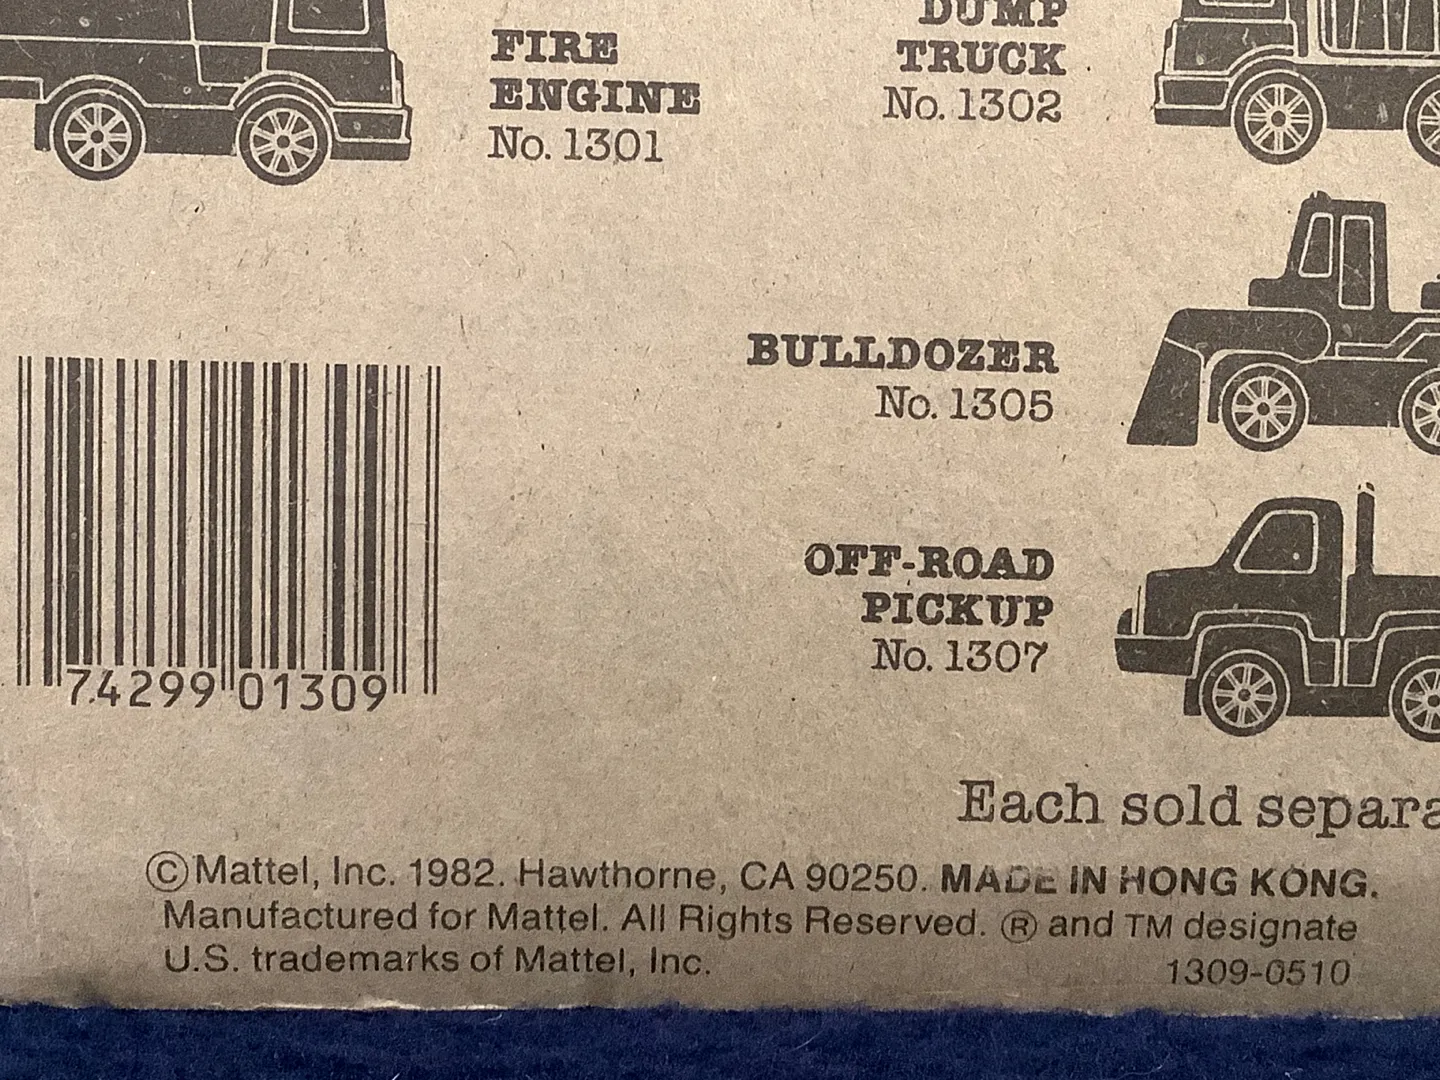 FIRE
ENGINE
No. 1301
DUMP
TRUCK
No. 1302
BULLDOZER
No. 1305
OFF-ROAD
PICKUP
No. 1307
74299 01309
Each sold
©Mattel, Inc. 1982. Hawthorne, CA 90250. MADE IN HONG KONG.
Manufactured for Mattel. All Rights Reserved. ® and TM designate
U.S. trademarks of Mattel, Inc.
1309-0510